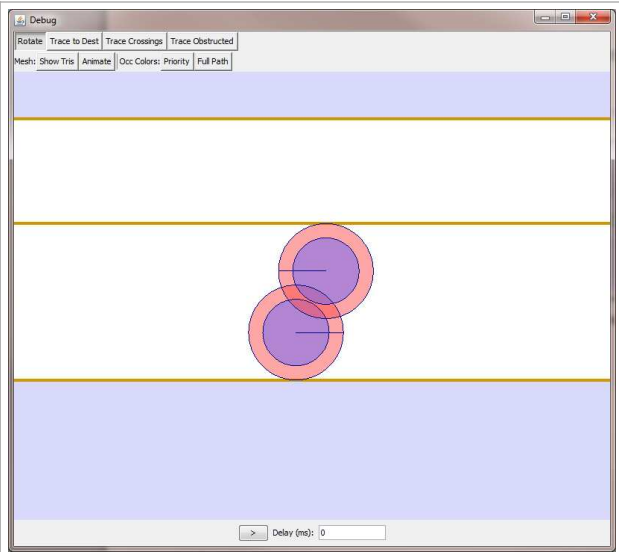 Debug
Rotate Trace to Dest Trace Crossings Trace Obstructed
Mesh: Show Tris Animate Occ Colors: Priority Full Path
> Delay (ms): 0